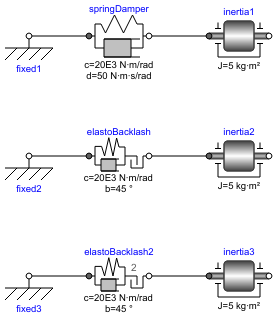 springDamper
inertia1
fixed1
c=20E3 N·m/rad
d=50 N·m·s/rad
J=5 kg·m²
elastoBacklash
inertia2
fixed2
c=20E3 N·m/rad
b=45 °
J=5 kg·m²
elastoBacklash2
inertia3
2
fixed3
c=20E3 N·m/rad
b=45 °
J=5 kg·m²